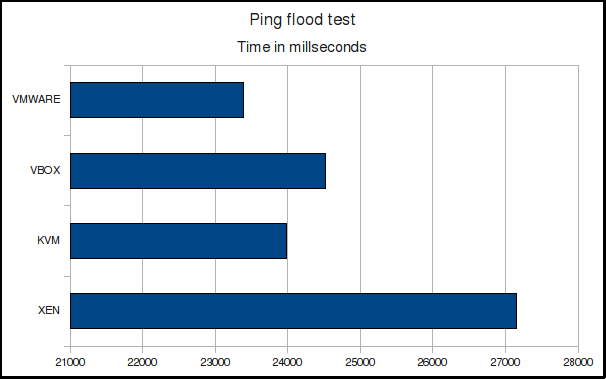 Ping flood test
Time in millseconds
VMWARE
VBOX
KVM
XEN
21000 22000 23000 24000 25000 26000 27000 28000